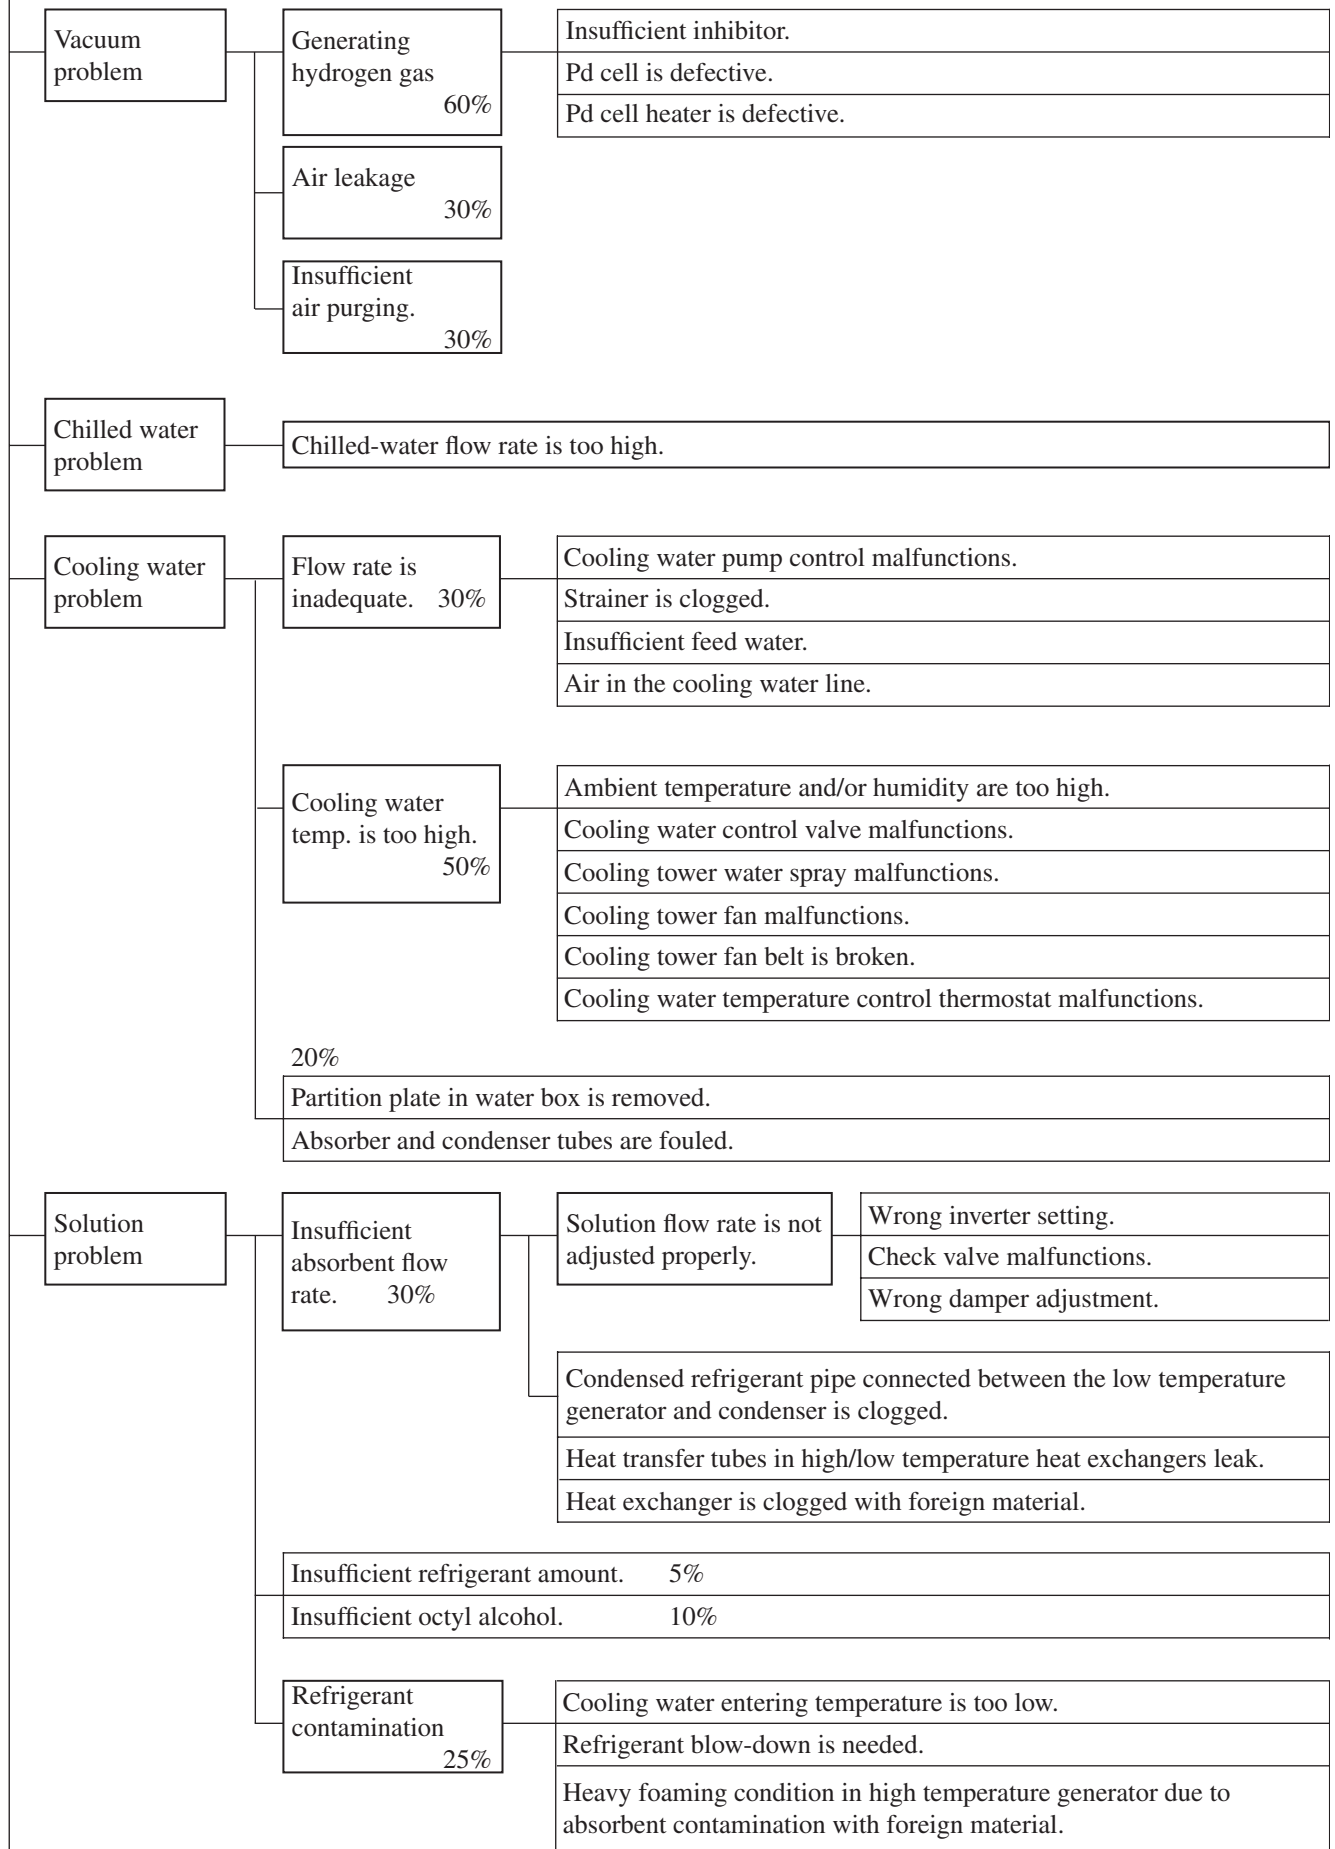 Vacuum
problem
Generating
hydrogen gas
60%
Insufficient inhibitor.
Pd cell is defective.
Pd cell heater is defective.
Air leakage
30%
Insufficient
air purging.
30%
Chilled water
problem
Chilled-water flow rate is too high.
Cooling water
problem
Flow rate is
inadequate. 30%
Cooling water pump control malfunctions.
Strainer is clogged.
Insufficient feed water.
Air in the cooling water line.
Cooling water
temp. is too high.
50%
Ambient temperature and/or humidity are too high.
Cooling water control valve malfunctions.
Cooling tower water spray malfunctions.
Cooling tower fan malfunctions.
Cooling tower fan belt is broken.
Cooling water temperature control thermostat malfunctions.
20%
Partition plate in water box is removed.
Absorber and condenser tubes are fouled.
Solution
problem
Insufficient
absorbent flow
rate. 30%
Solution flow rate is not
adjusted properly.
Wrong inverter setting.
Check valve malfunctions.
Wrong damper adjustment.
Condensed refrigerant pipe connected between the low temperature
generator and condenser is clogged.
Heat transfer tubes in high/low temperature heat exchangers leak.
Heat exchanger is clogged with foreign material.
Insufficient refrigerant amount. 5%
Insufficient octyl alcohol. 10%
Refrigerant
contamination
25%
Cooling water entering temperature is too low.
Refrigerant blow-down is needed.
Heavy foaming condition in high temperature generator due to
absorbent contamination with foreign material.